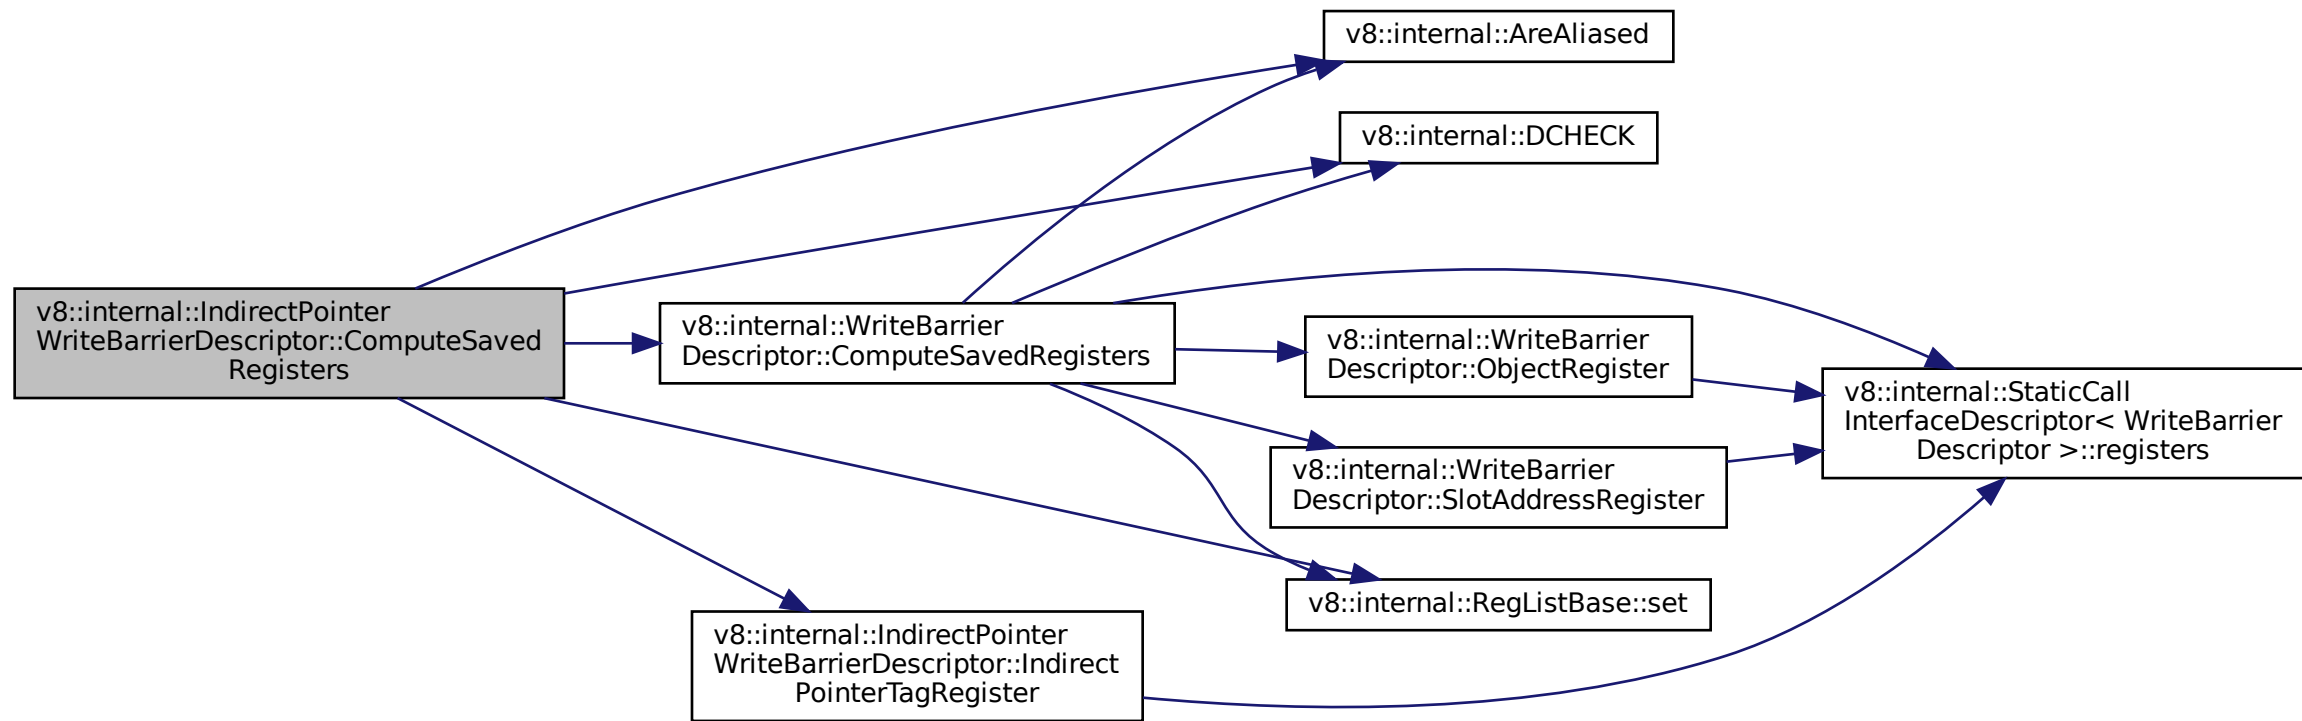 v8::internal::AreAliased
v8::internal::DCHECK
v8::internal::IndirectPointer
WriteBarrierDescriptor::ComputeSaved
Registers
v8::internal::WriteBarrier
Descriptor::ComputeSavedRegisters
v8::internal::WriteBarrier
Descriptor::ObjectRegister
v8::internal::StaticCall
InterfaceDescriptor< WriteBarrier
Descriptor >::registers
v8::internal::WriteBarrier
Descriptor::SlotAddressRegister
v8::internal::RegListBase::set
v8::internal::IndirectPointer
WriteBarrierDescriptor::Indirect
PointerTagRegister